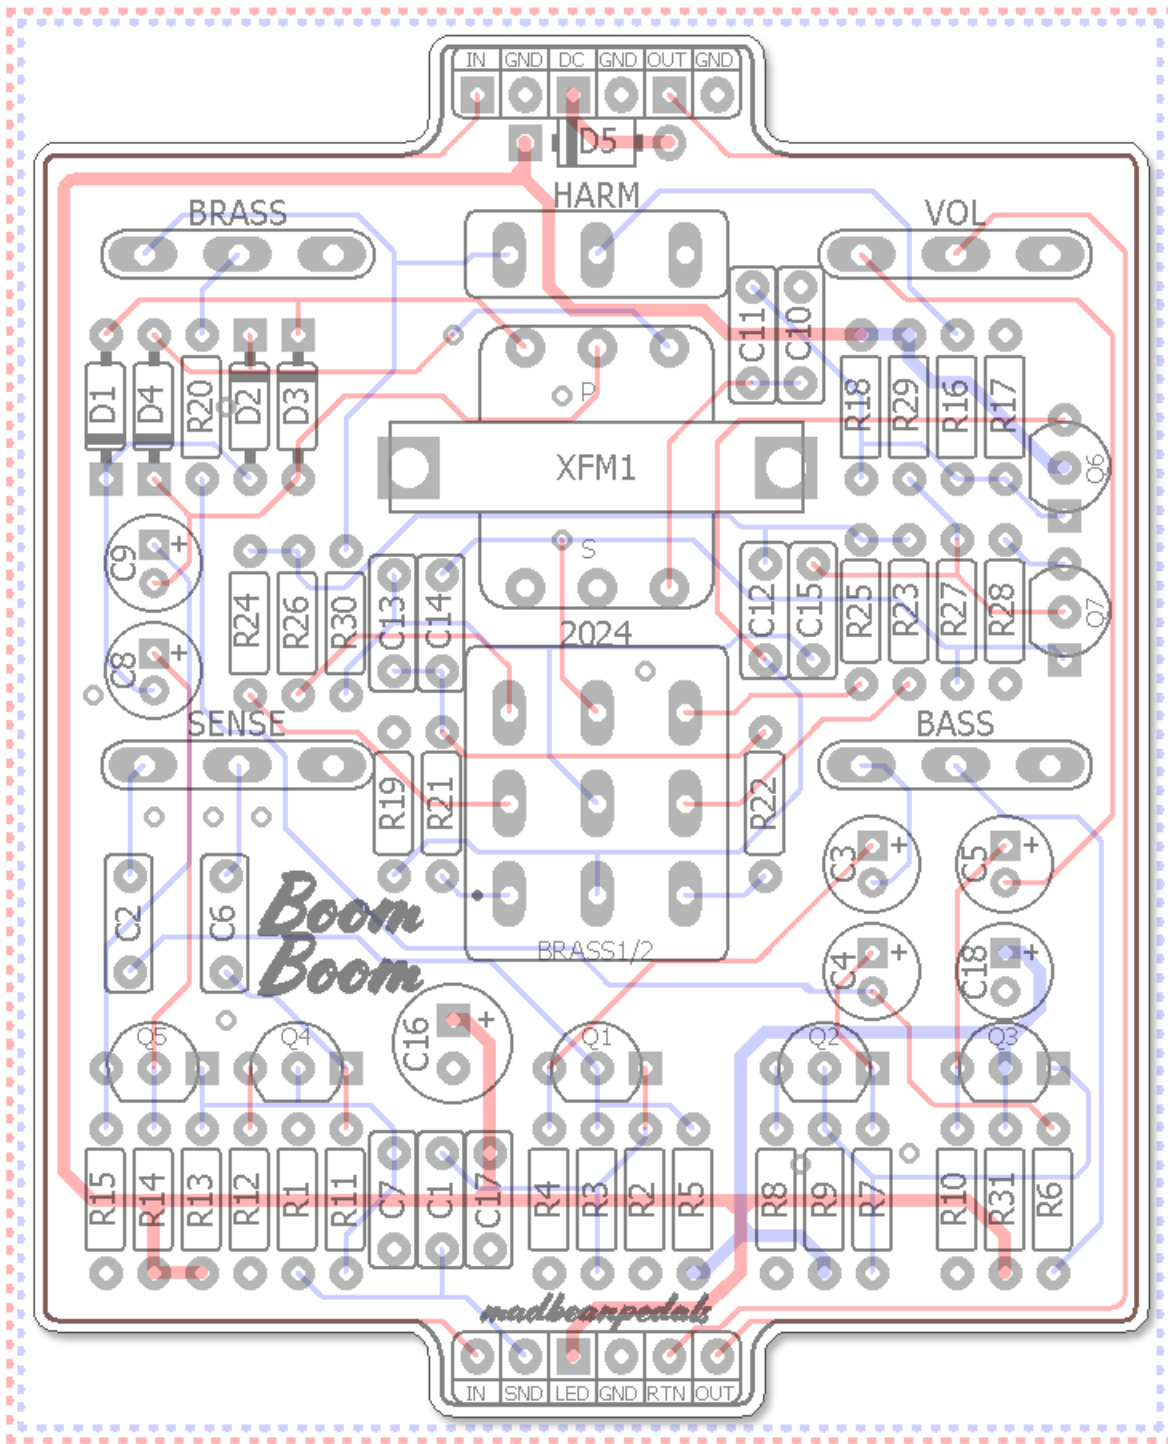 IN GND DC GND OUT GND
D5
HARM
BRASS
VOL
C11 C10
D1 D4 R20 D2 D3
P
R18 R29 R16 R17
XFM1
Q6
S
C9 +
R24 R26 R30 C13 C14
C12 C15 R25 R23 R27 R28
Q7
2024
C8 +
SENSE
BASS
R19 R21
R22
C3 +
C5 +
C2 C6
Boom
Boom
BRASS1/2
C4 +
C18 +
C16 +
Q5 Q4 Q1 Q2 Q3
R15 R14 R13 R12 R1 R11 C7 C1 C17 R4 R3 R2 R5 R8 R9 R7 R10 R31 R6
madbeanpedals
IN SND LED GND RTN OUT